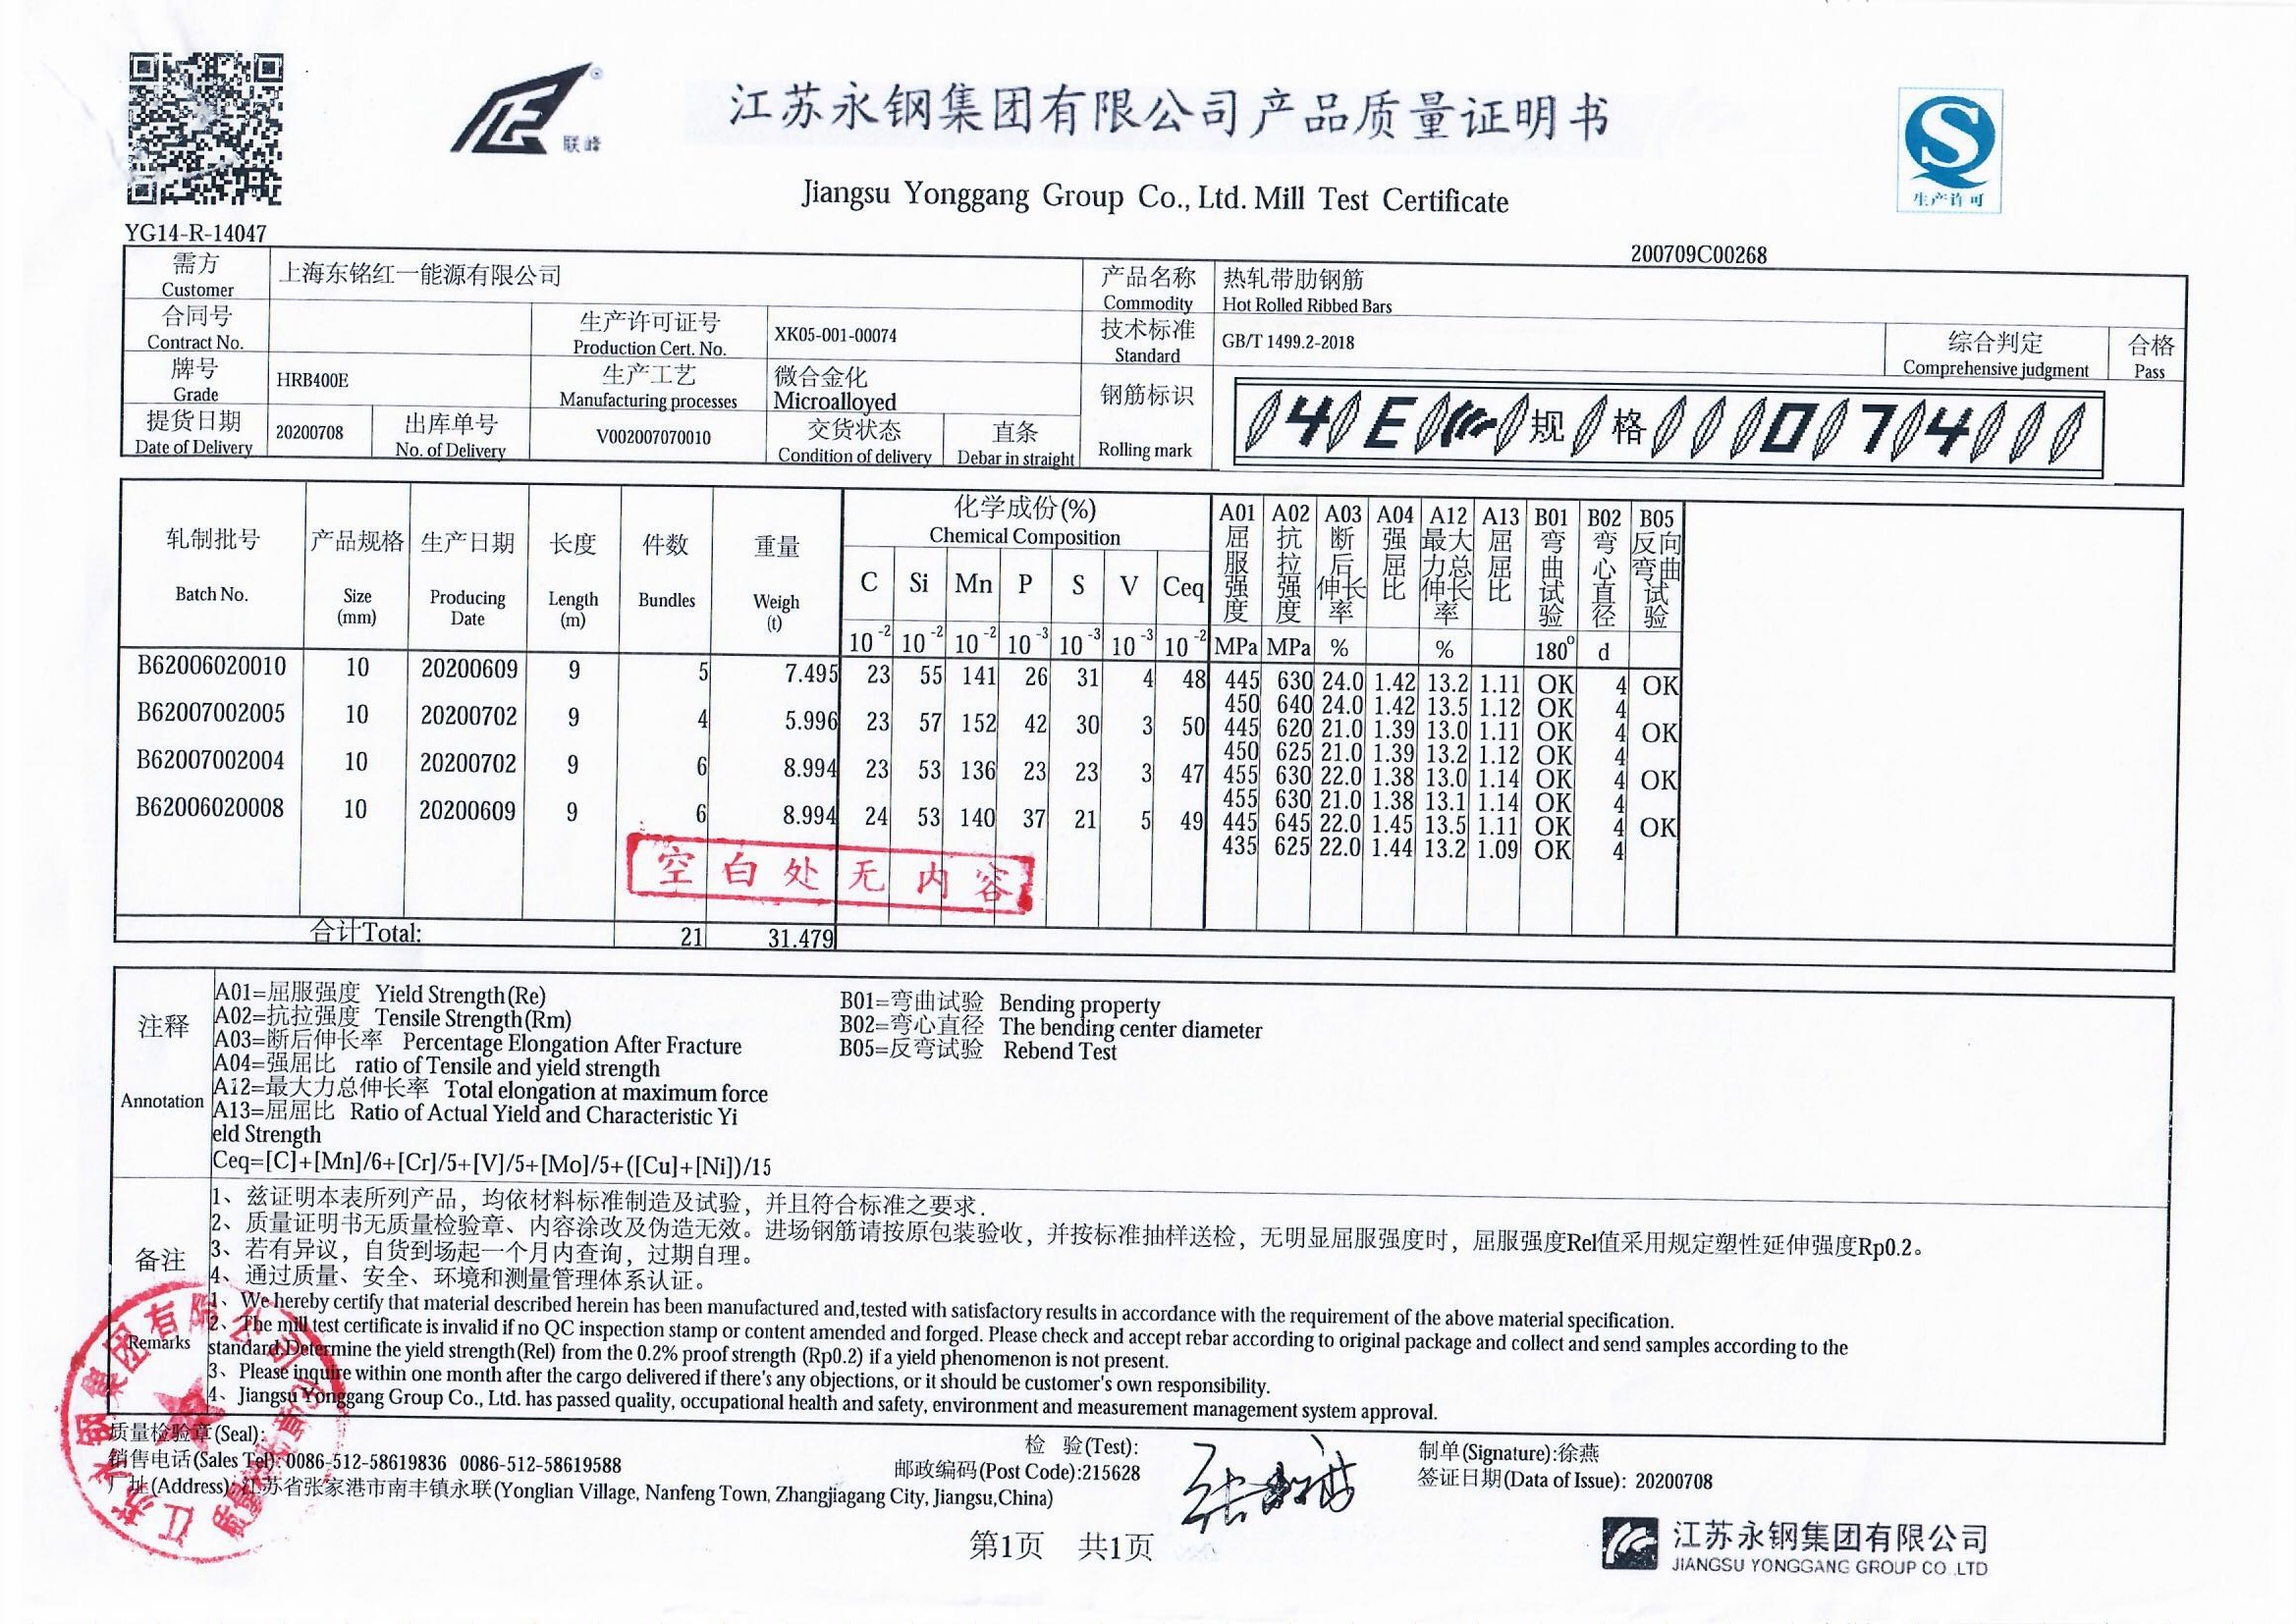 江苏永钢集团有限公司产品质量证明书
联峰
Jiangsu Yonggang Group Co., Ltd. Mill Test Certificate
生产许可
YG14-R-14047
200709C00268
需方 Customer 上海东铭红一能源有限公司 产品名称 Commodity 热轧带肋钢筋 Hot Rolled Ribbed Bars
合同号 Contract No. 生产许可证号 Production Cert. No. XK05-001-00074 技术标准 Standard GB/T 1499.2-2018 综合判定 Comprehensive judgment 合格 Pass
牌号 Grade HRB400E 生产工艺 Manufacturing processes 微合金化 Microalloyed 钢筋标识 Rolling mark 4 E 规 格 0 7 4
提货日期 Date of Delivery 20200708 出库单号 No. of Delivery V002007070010 交货状态 Condition of delivery 直条 Debar in straight
轧制批号 Batch No. 产品规格 Size (mm) 生产日期 Producing Date 长度 Length (m) 件数 Bundles 重量 Weigh (t) 化学成份(%) Chemical Composition A01 屈服强度 A02 抗拉强度 A03 断后伸长率 A04 强屈比 A12 最大力总伸长率 A13 屈屈比 B01 弯曲试验 B02 弯心直径 B05 反向弯曲试验
C Si Mn P S V Ceq
10-2 10-2 10-2 10-3 10-3 10-3 10-2 MPa MPa % % 180° d
B62006020010 10 20200609 9 5 7.495 23 55 141 26 31 4 48 445 630 24.0 1.42 13.2 1.11 OK 4 OK
450 640 24.0 1.42 13.5 1.12 OK 4
B62007002005 10 20200702 9 4 5.996 23 57 152 42 30 3 50 445 620 21.0 1.39 13.0 1.11 OK 4 OK
450 625 21.0 1.39 13.2 1.12 OK 4
B62007002004 10 20200702 9 6 8.994 23 53 136 23 23 3 47 455 630 22.0 1.38 13.0 1.14 OK 4 OK
455 630 21.0 1.38 13.1 1.14 OK 4
B62006020008 10 20200609 9 6 8.994 24 53 140 37 21 5 49 445 645 22.0 1.45 13.5 1.11 OK 4 OK
435 625 22.0 1.44 13.2 1.09 OK 4
空白处无内容
合计Total: 21 31.479
注释 Annotation
A01=屈服强度 Yield Strength(Re) B01=弯曲试验 Bending property
A02=抗拉强度 Tensile Strength(Rm) B02=弯心直径 The bending center diameter
A03=断后伸长率 Percentage Elongation After Fracture B05=反弯试验 Rebend Test
A04=强屈比 ratio of Tensile and yield strength
A12=最大力总伸长率 Total elongation at maximum force
A13=屈屈比 Ratio of Actual Yield and Characteristic Yi
eld Strength
Ceq=[C]+[Mn]/6+[Cr]/5+[V]/5+[Mo]/5+([Cu]+[Ni])/15
备注 Remarks
1、兹证明本表所列产品，均依材料标准制造及试验，并且符合标准之要求.
2、质量证明书无质量检验章、内容涂改及伪造无效。进场钢筋请按原包装验收，并按标准抽样送检，无明显屈服强度时，屈服强度Rel值采用规定塑性延伸强度Rp0.2。
3、若有异议，自货到场起一个月内查询，过期自理。
4、通过质量、安全、环境和测量管理体系认证。
1、We hereby certify that material described herein has been manufactured and,tested with satisfactory results in accordance with the requirement of the above material specification.
2、The mill test certificate is invalid if no QC inspection stamp or content amended and forged. Please check and accept rebar according to original package and collect and send samples according to the
standard.Determine the yield strength(Rel) from the 0.2% proof strength (Rp0.2) if a yield phenomenon is not present.
3、Please inquire within one month after the cargo delivered if there's any objections, or it should be customer's own responsibility.
4、Jiangsu Yonggang Group Co., Ltd. has passed quality, occupational health and safety, environment and measurement management system approval.
江苏永钢集团有限公司
质量检验章(Seal): 检 验(Test): 制单(Signature):徐燕
销售电话(Sales Tel):0086-512-58619836 0086-512-58619588 邮政编码(Post Code):215628 签证日期(Data of Issue): 20200708
厂址(Address):江苏省张家港市南丰镇永联(Yonglian Village, Nanfeng Town, Zhangjiagang City, Jiangsu,China)
第1页 共1页
江苏永钢集团有限公司
JIANGSU YONGGANG GROUP CO.,LTD